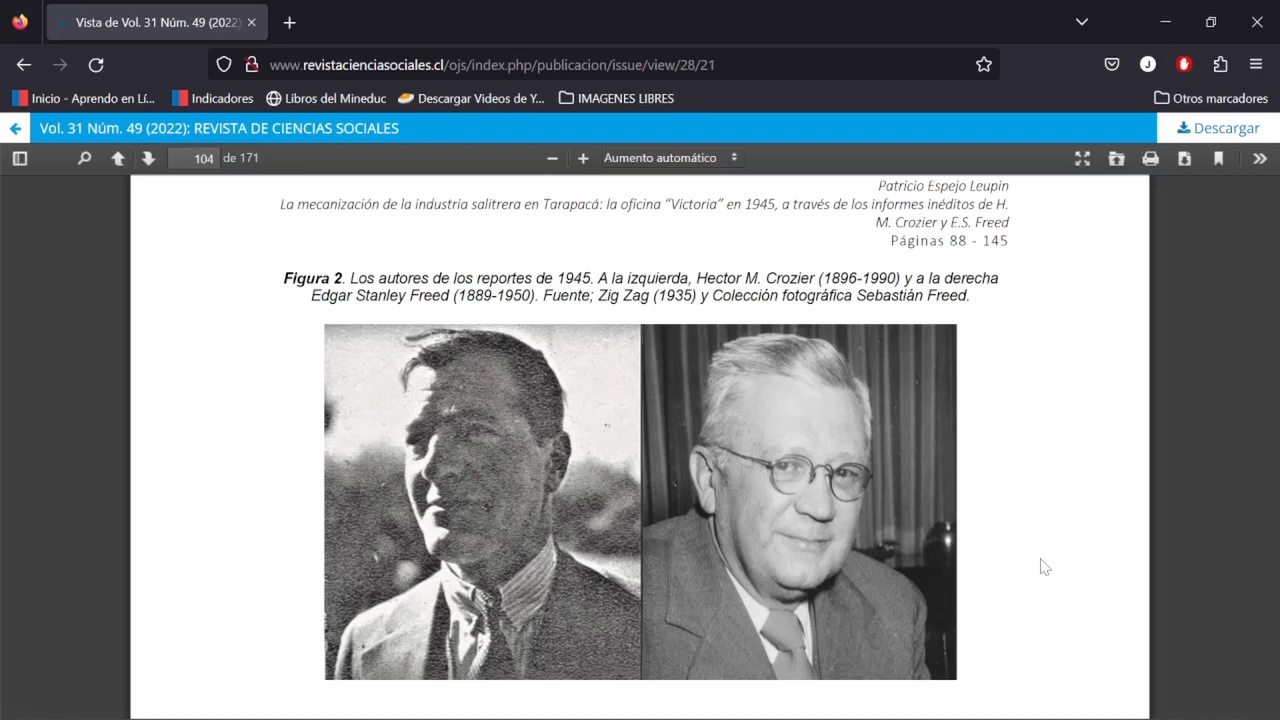 Vista de Vol. 31 Núm. 49 (2022)
www.revistacienciasociales.cl/ojs/index.php/publicacion/issue/view/28/21
Inicio - Aprendo en Lí... Indicadores Libros del Mineduc Descargar Videos de Y... IMAGENES LIBRES Otros marcadores
Vol. 31 Núm. 49 (2022): REVISTA DE CIENCIAS SOCIALES Descargar
104 de 171 Aumento automático
Patricio Espejo Leupin
La mecanización de la industria salitrera en Tarapacá: la oficina “Victoria” en 1945, a través de los informes inéditos de H.
M. Crozier y E.S. Freed
Páginas 88 - 145
Figura 2. Los autores de los reportes de 1945. A la izquierda, Hector M. Crozier (1896-1990) y a la derecha
Edgar Stanley Freed (1889-1950). Fuente; Zig Zag (1935) y Colección fotográfica Sebastián Freed.